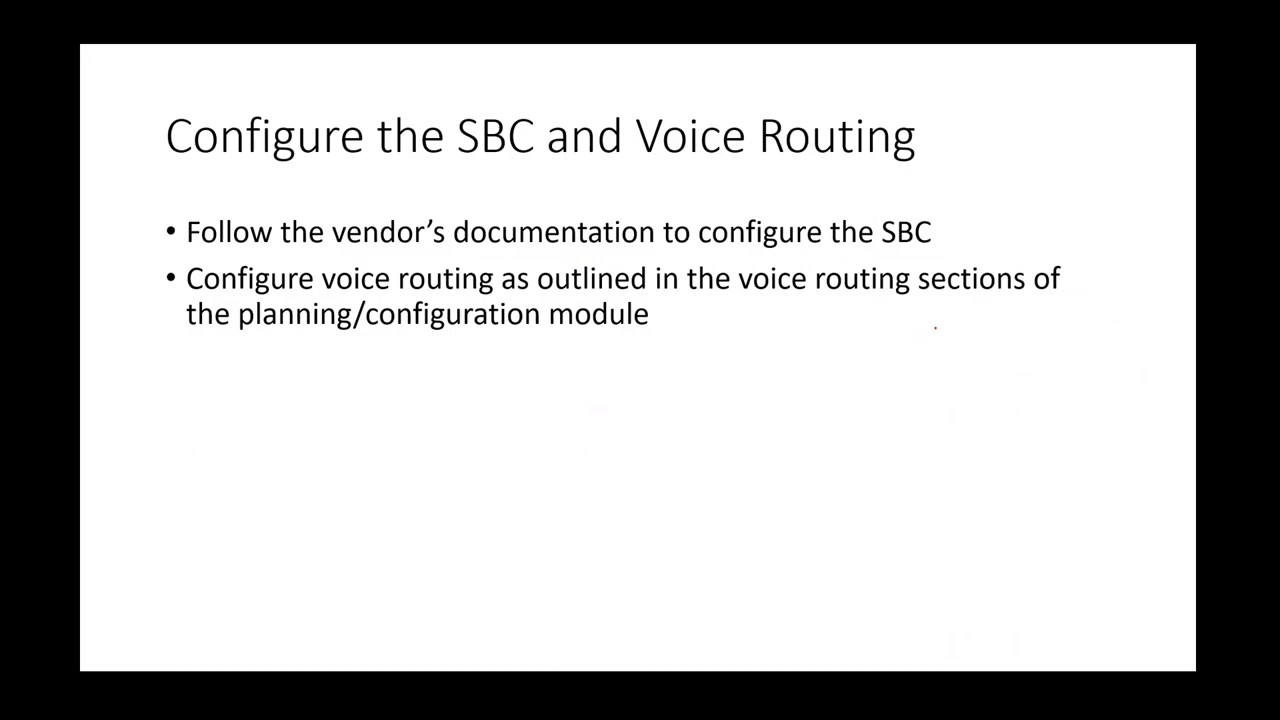 Configure the SBC and Voice Routing
• Follow the vendor’s documentation to configure the SBC
• Configure voice routing as outlined in the voice routing sections of
the planning/configuration module